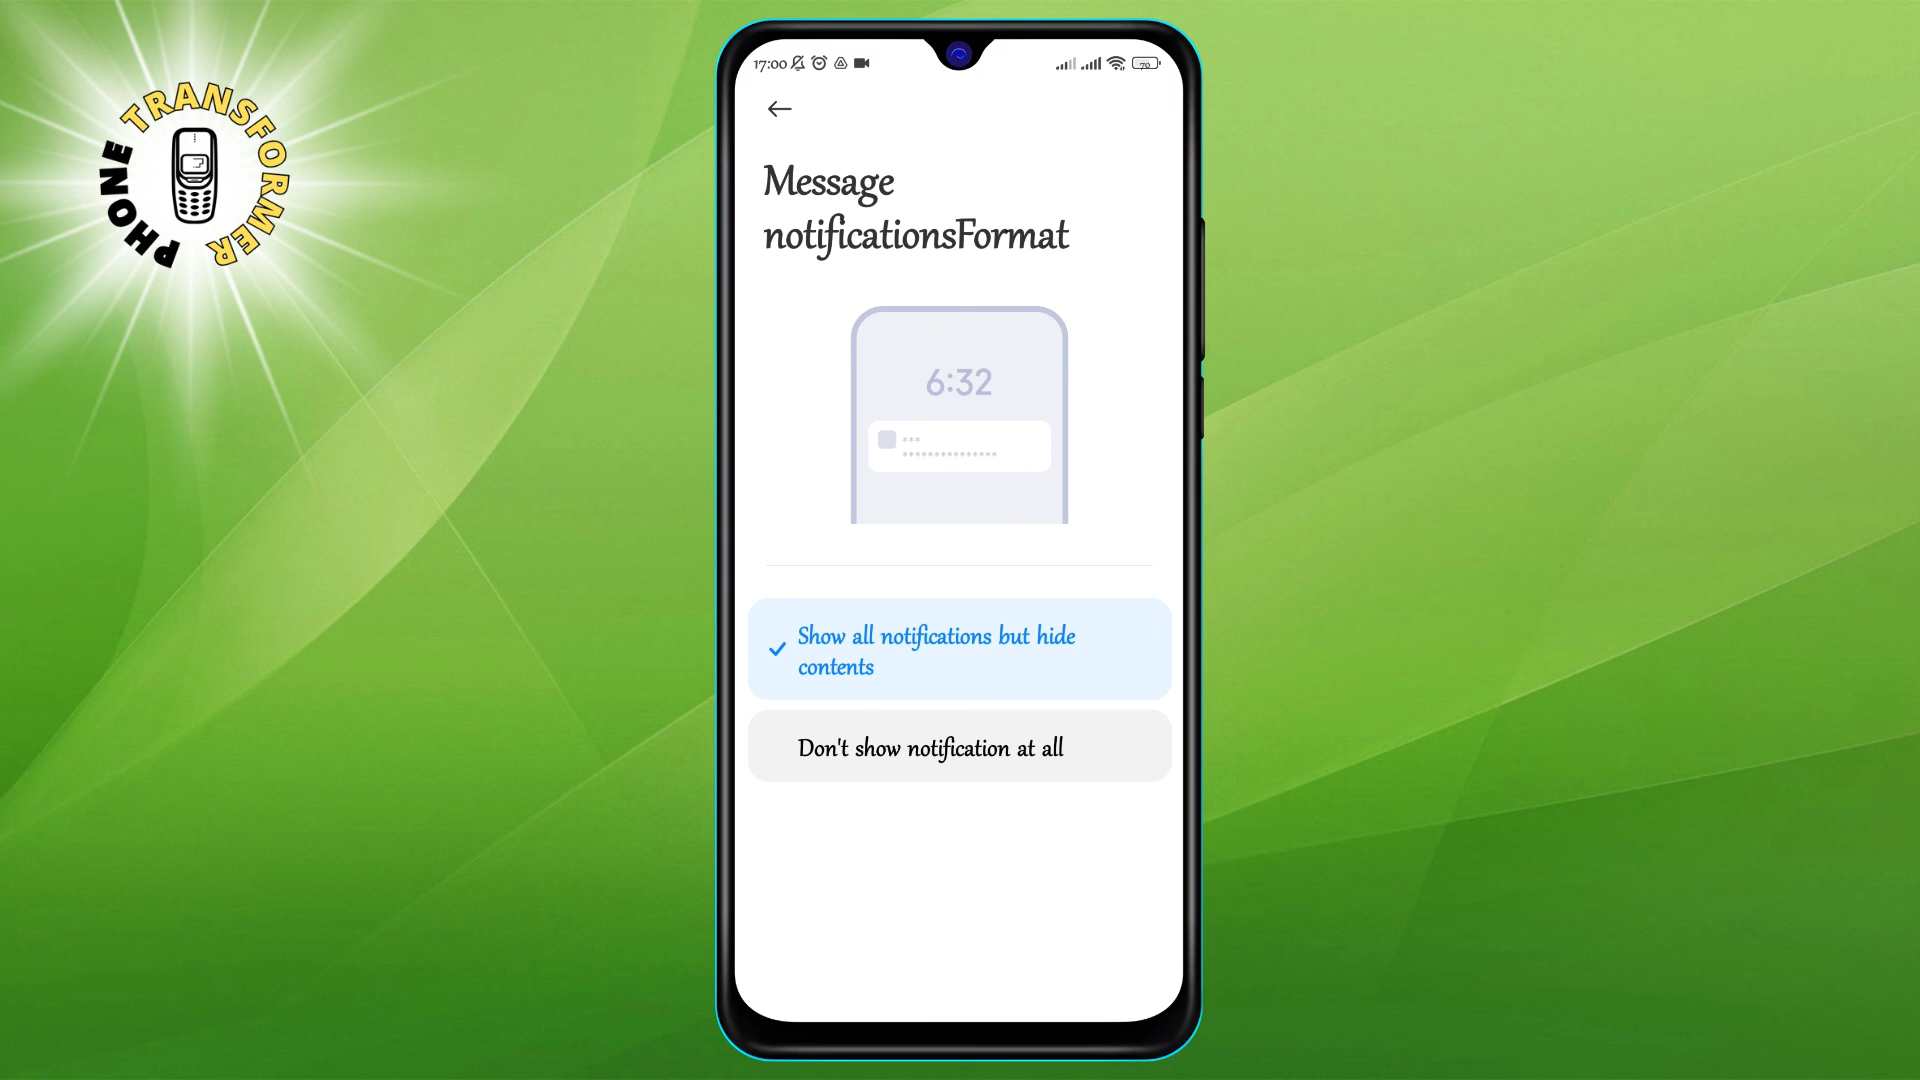 PHONE TRANSFORMER
17:00
70
Message
notificationsFormat
6:32
***
***************
Show all notifications but hide
contents
Don't show notification at all